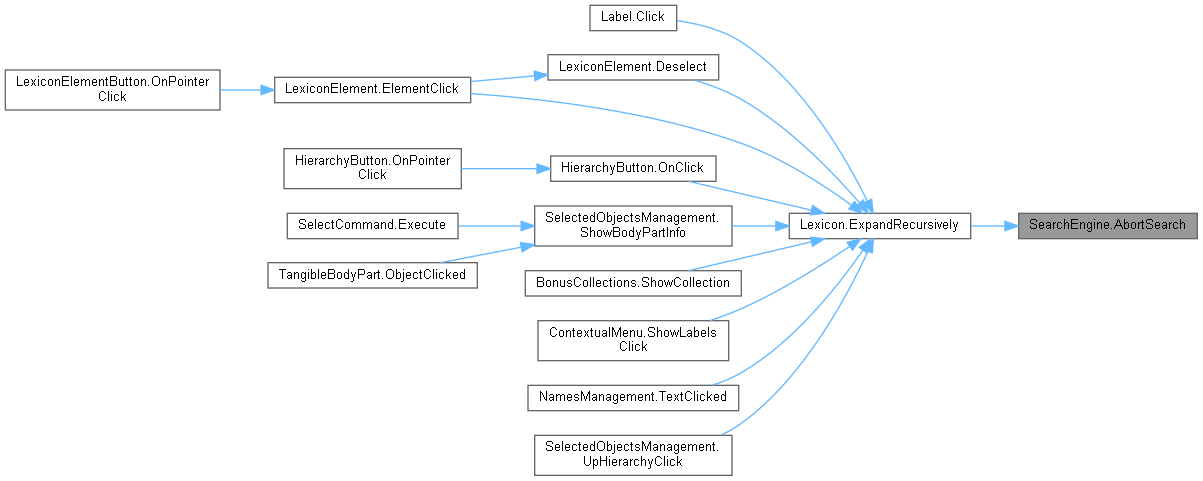 Label.Click
LexiconElement.Deselect
LexiconElementButton.OnPointer
Click
LexiconElement.ElementClick
HierarchyButton.OnPointer
Click
HierarchyButton.OnClick
SelectCommand.Execute
SelectedObjectsManagement.
ShowBodyPartInfo
Lexicon.ExpandRecursively
SearchEngine.AbortSearch
TangibleBodyPart.ObjectClicked
BonusCollections.ShowCollection
ContextualMenu.ShowLabels
Click
NamesManagement.TextClicked
SelectedObjectsManagement.
UpHierarchyClick